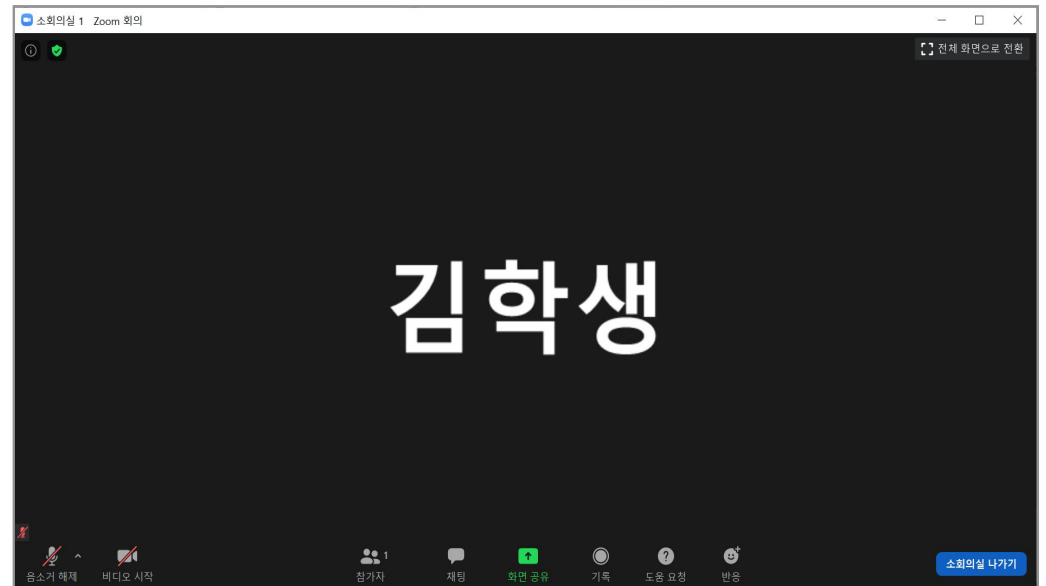 소회의실 1 Zoom 회의
전체 화면으로 전환
김학생
음소거 해제
비디오 시작
1
참가자
채팅
화면 공유
기록
도움 요청
반응
소회의실 나가기